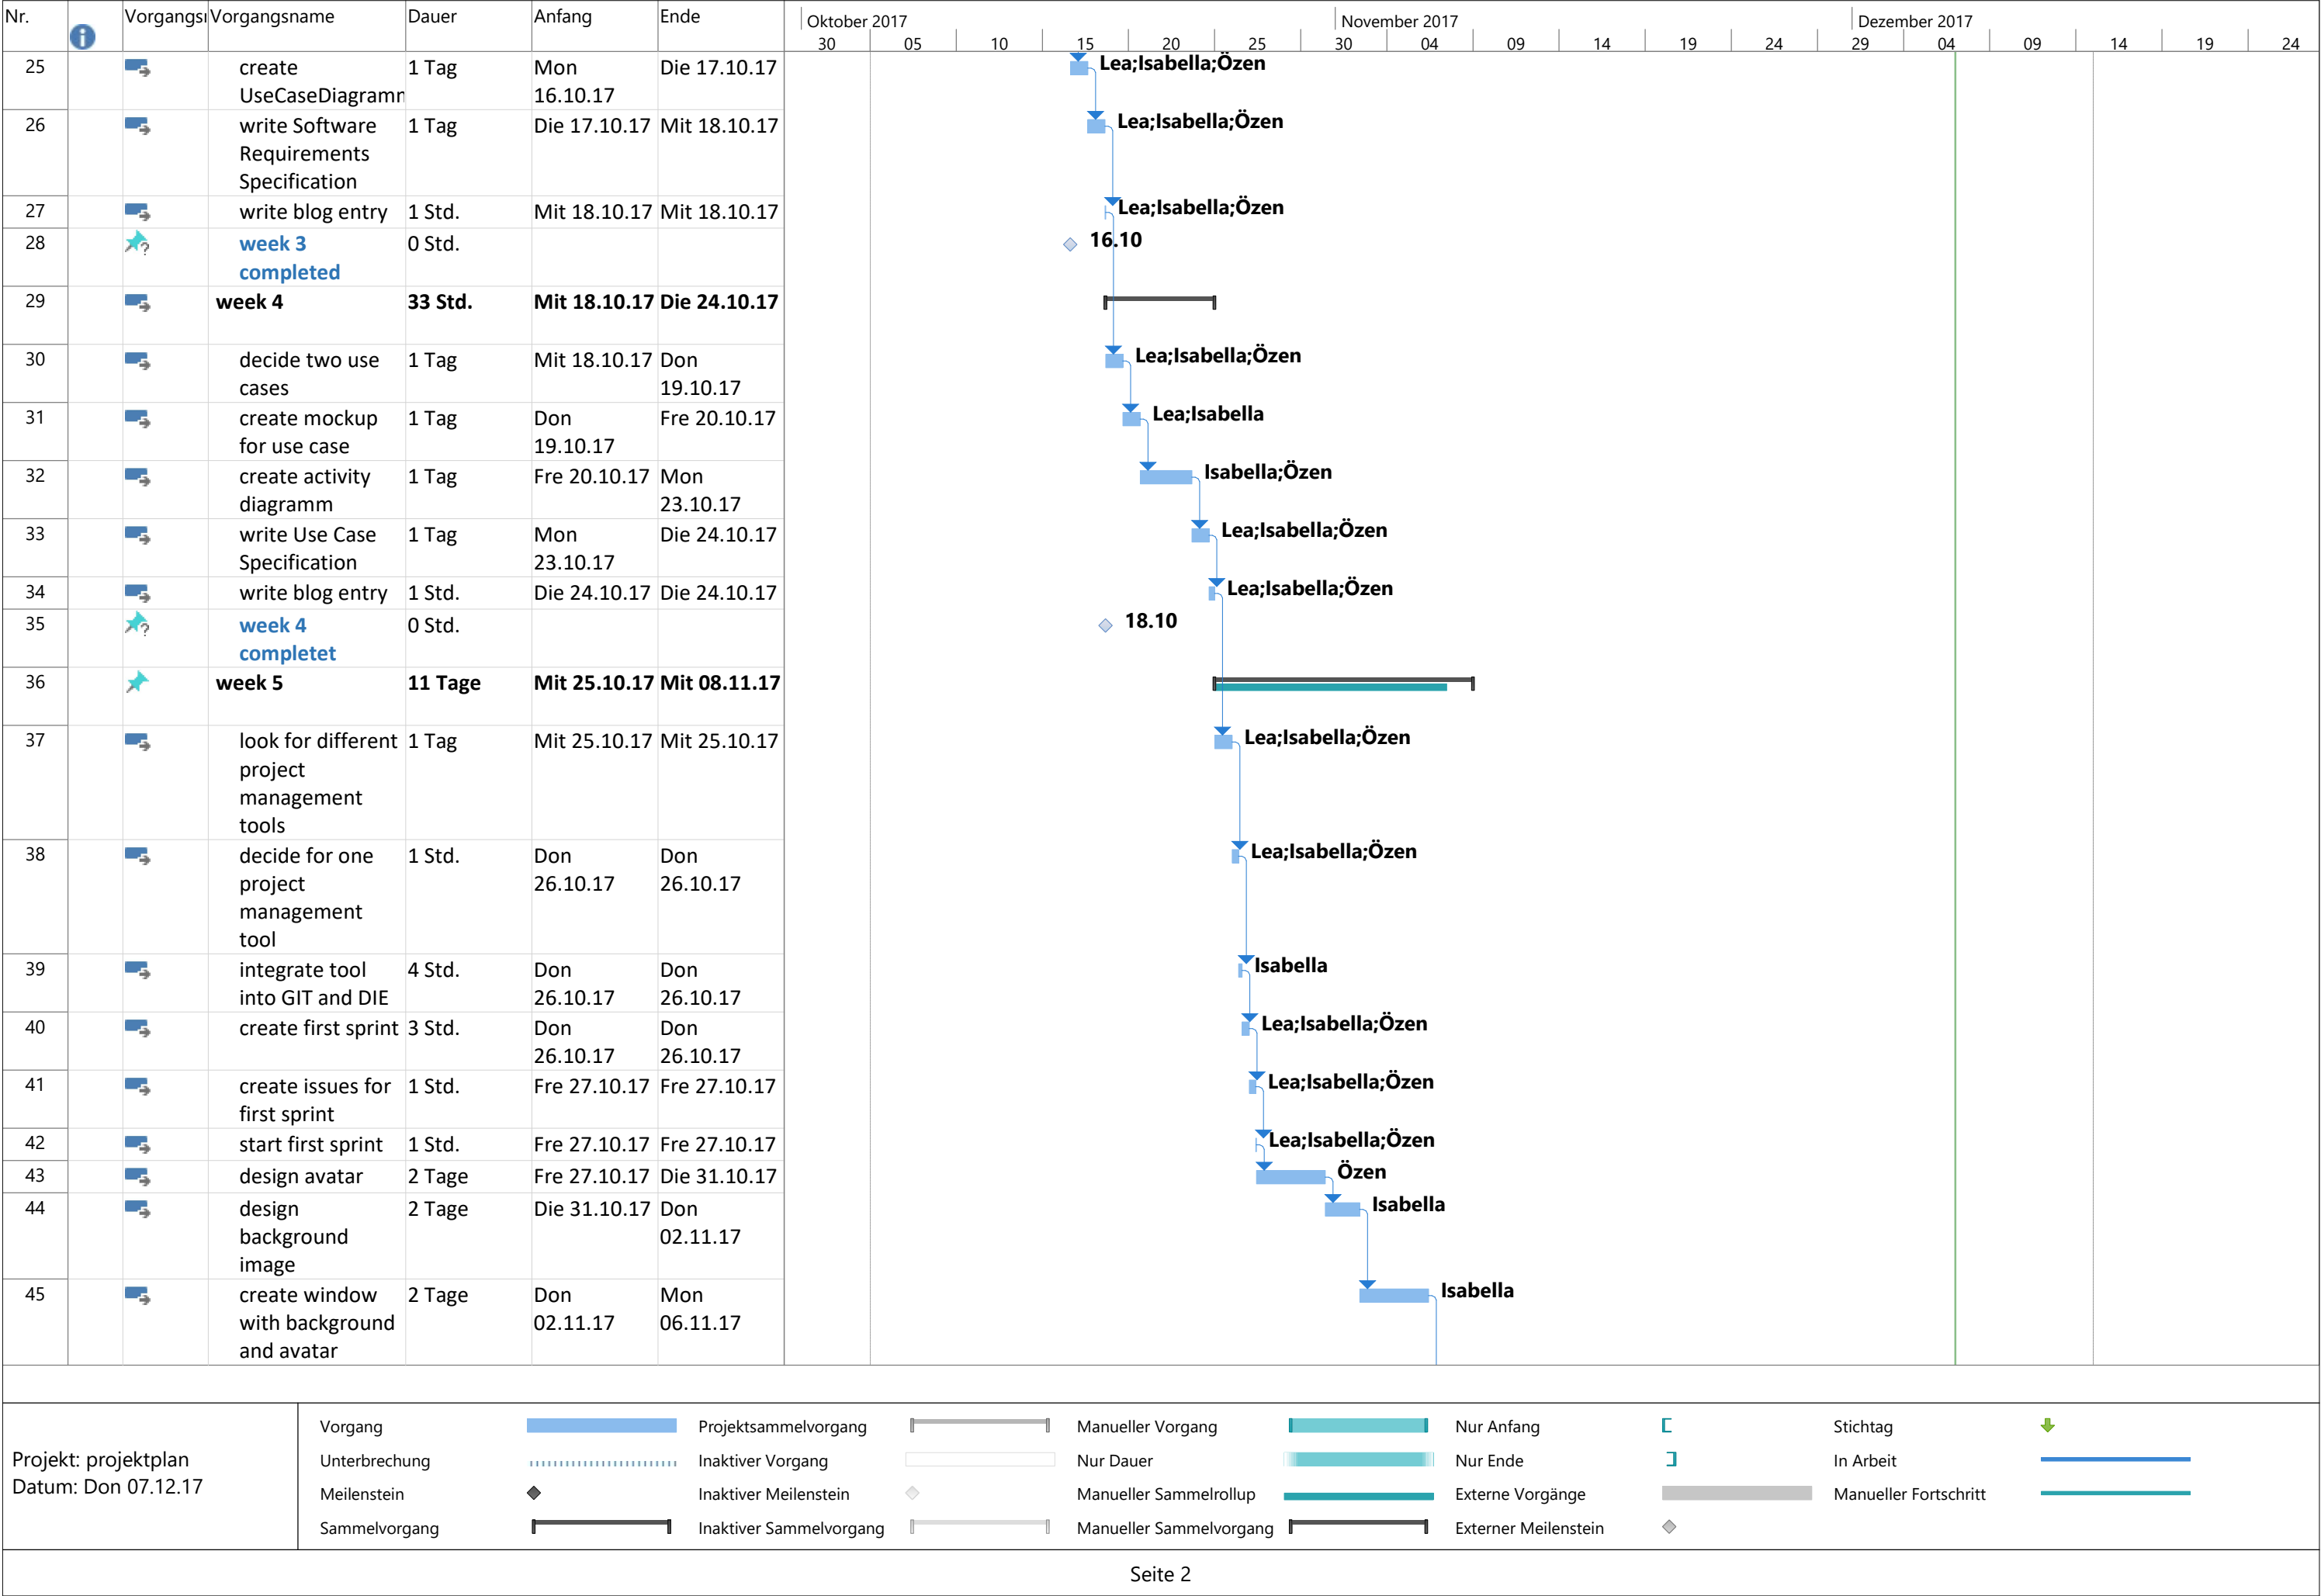 Nr. Vorgangsı Vorgangsname Dauer Anfang Ende
Oktober 2017 November 2017 Dezember 2017
30 05 10 15 20 25 30 04 09 14 19 24 29 04 09 14 19 24
25 create 1 Tag Mon Die 17.10.17 Lea;Isabella;Özen
UseCaseDiagramm 16.10.17
26 write Software 1 Tag Die 17.10.17 Mit 18.10.17 Lea;Isabella;Özen
Requirements
Specification
27 write blog entry 1 Std. Mit 18.10.17 Mit 18.10.17 Lea;Isabella;Özen
28 week 3 0 Std. 16.10
completed
29 week 4 33 Std. Mit 18.10.17 Die 24.10.17
30 decide two use 1 Tag Mit 18.10.17 Don Lea;Isabella;Özen
cases 19.10.17
31 create mockup 1 Tag Don Fre 20.10.17 Lea;Isabella
for use case 19.10.17
32 create activity 1 Tag Fre 20.10.17 Mon Isabella;Özen
diagramm 23.10.17
33 write Use Case 1 Tag Mon Die 24.10.17 Lea;Isabella;Özen
Specification 23.10.17
34 write blog entry 1 Std. Die 24.10.17 Die 24.10.17 Lea;Isabella;Özen
35 week 4 0 Std. 18.10
completet
36 week 5 11 Tage Mit 25.10.17 Mit 08.11.17
37 look for different 1 Tag Mit 25.10.17 Mit 25.10.17 Lea;Isabella;Özen
project
management
tools
38 decide for one 1 Std. Don Don Lea;Isabella;Özen
project 26.10.17 26.10.17
management
tool
39 integrate tool 4 Std. Don Don Isabella
into GIT and DIE 26.10.17 26.10.17
40 create first sprint 3 Std. Don Don Lea;Isabella;Özen
26.10.17 26.10.17
41 create issues for 1 Std. Fre 27.10.17 Fre 27.10.17 Lea;Isabella;Özen
first sprint
42 start first sprint 1 Std. Fre 27.10.17 Fre 27.10.17 Lea;Isabella;Özen
43 design avatar 2 Tage Fre 27.10.17 Die 31.10.17 Özen
44 design 2 Tage Die 31.10.17 Don Isabella
background 02.11.17
image
45 create window 2 Tage Don Mon Isabella
with background 02.11.17 06.11.17
and avatar
Projekt: projektplan
Datum: Don 07.12.17
Vorgang Projektsammelvorgang Manueller Vorgang Nur Anfang Stichtag
Unterbrechung Inaktiver Vorgang Nur Dauer Nur Ende In Arbeit
Meilenstein Inaktiver Meilenstein Manueller Sammelrollup Externe Vorgänge Manueller Fortschritt
Sammelvorgang Inaktiver Sammelvorgang Manueller Sammelvorgang Externer Meilenstein
Seite 2